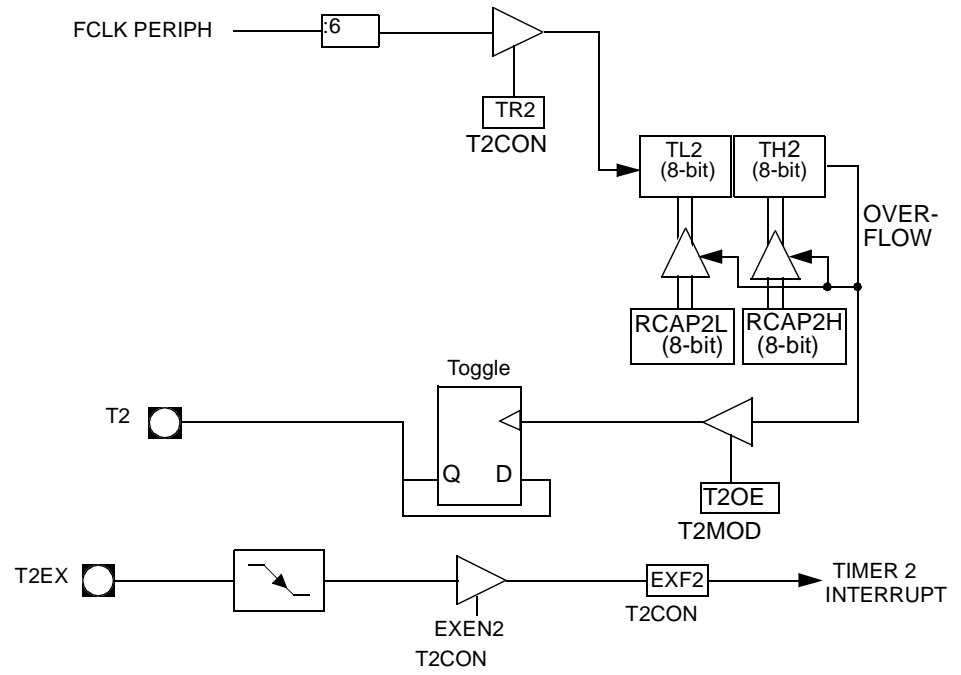 FCLK PERIPH
:6
TR2
T2CON
TL2
(8-bit)
TH2
(8-bit)
OVER-
FLOW
RCAP2L
(8-bit)
RCAP2H
(8-bit)
Toggle
T2
Q
D
T2OE
T2MOD
T2EX
EXEN2
T2CON
EXF2
T2CON
TIMER 2
INTERRUPT